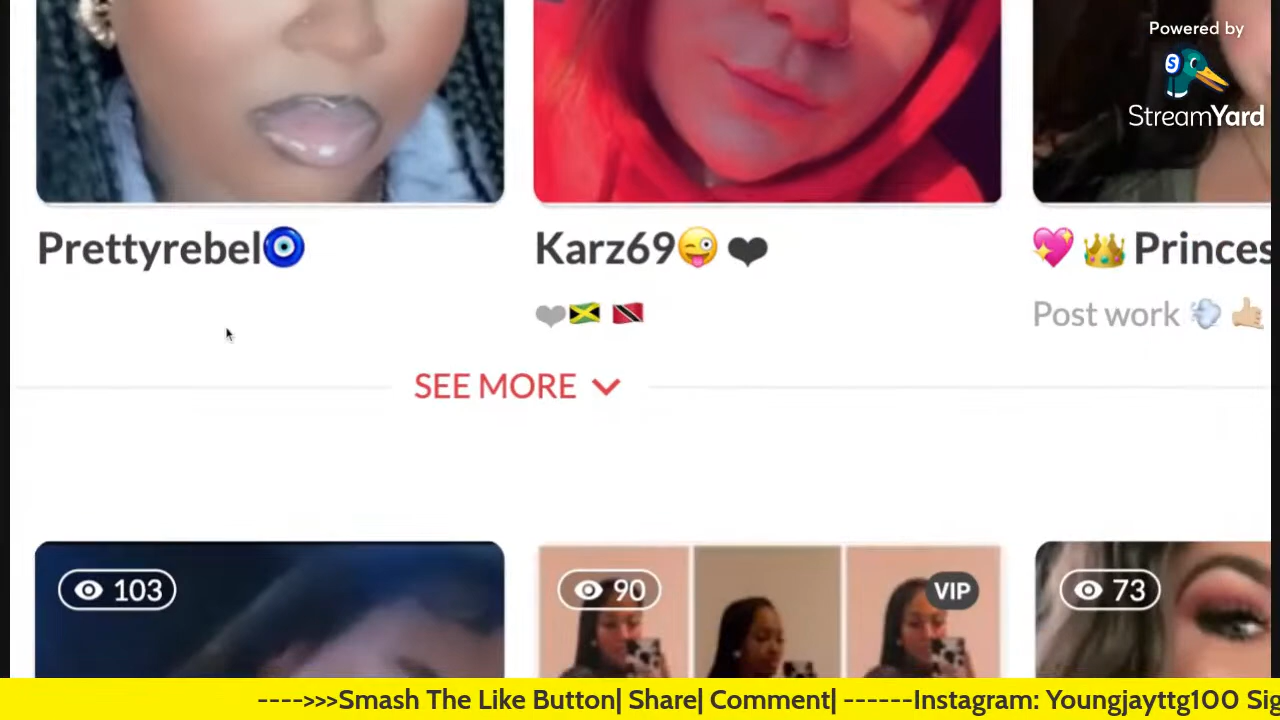 Powered by
StreamYard
Prettyrebel🧿
Karz69😜🖤
🤍🇯🇲 🇹🇹
💖👑Princes
Post work 💨🤙🏼
SEE MORE
103
90
VIP
73
---->>>Smash The Like Button| Share| Comment| ------Instagram: Youngjayttg100 Sig